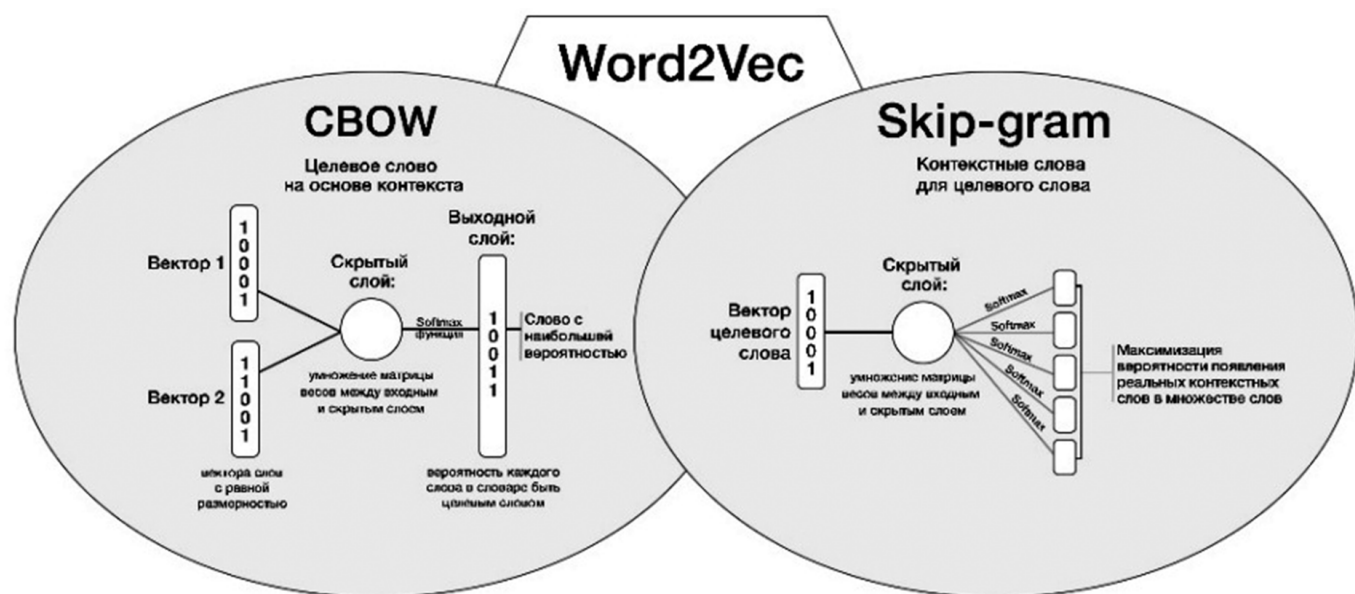 Word2Vec
CBOW
Целевое слово
на основе контекста
Вектор 1
1
0
0
0
1
Вектор 2
1
1
0
0
1
вектора слов
с равной
размерностью
Скрытый
слой:
умножение матрицы
весов между входным
и скрытым слоем
Softmax
функция
Выходной
слой:
1
0
0
1
1
вероятность каждого
слова в словаре быть
целевым словом
Слово с
наибольшей
вероятностью
Skip-gram
Контекстные слова
для целевого слова
Вектор
целевого
слова
1
0
0
0
1
Скрытый
слой:
умножение матрицы
весов между входным
и скрытым слоем
Softmax
Softmax
Softmax
Softmax
Softmax
Максимизация
вероятности появления
реальных контекстных
слов в множестве слов